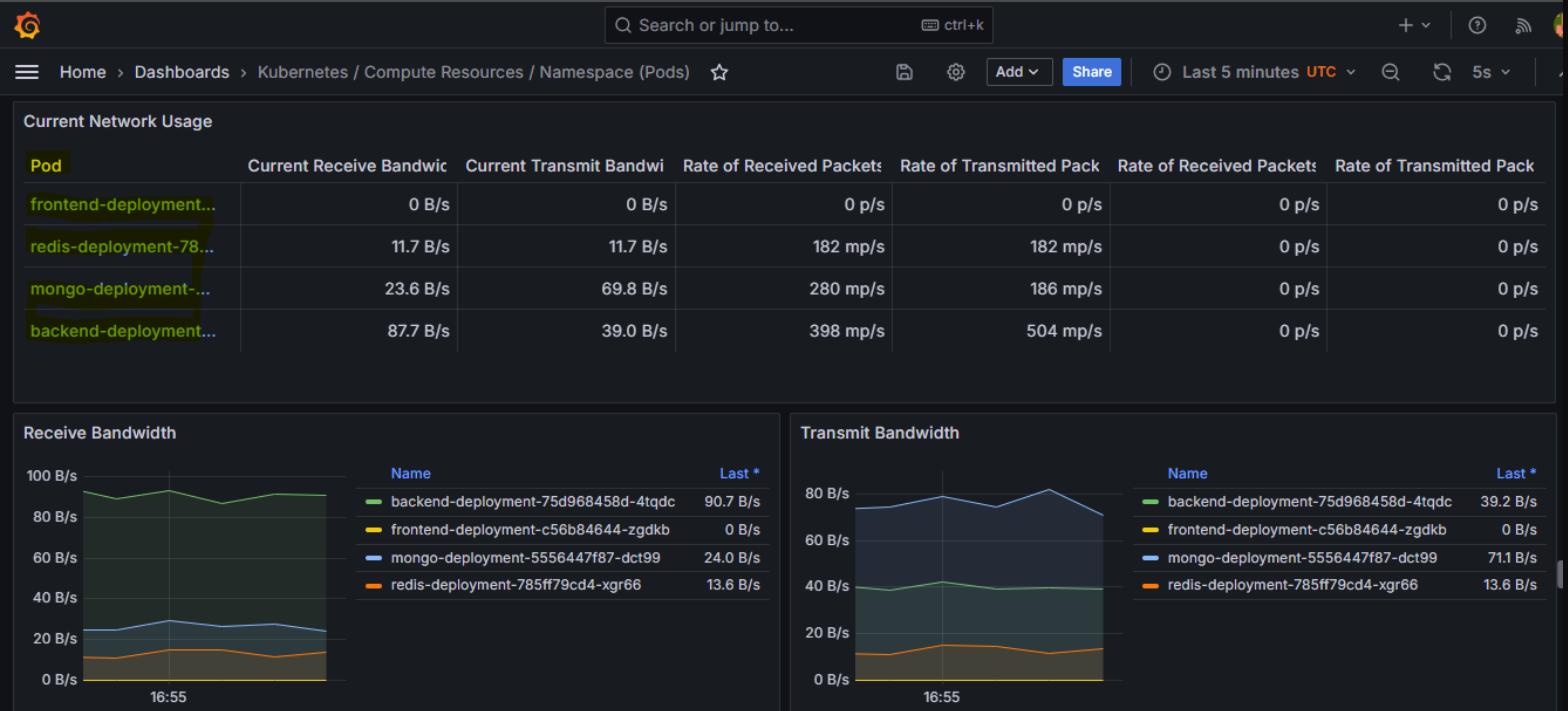 Search or jump to... ctrl+k
Home › Dashboards › Kubernetes / Compute Resources / Namespace (Pods) Add Share Last 5 minutes UTC 5s
Current Network Usage
Pod Current Receive Bandwic Current Transmit Bandwi Rate of Received Packets Rate of Transmitted Pack Rate of Received Packets Rate of Transmitted Pack
frontend-deployment... 0 B/s 0 B/s 0 p/s 0 p/s 0 p/s 0 p/s
redis-deployment-78... 11.7 B/s 11.7 B/s 182 mp/s 182 mp/s 0 p/s 0 p/s
mongo-deployment-... 23.6 B/s 69.8 B/s 280 mp/s 186 mp/s 0 p/s 0 p/s
backend-deployment... 87.7 B/s 39.0 B/s 398 mp/s 504 mp/s 0 p/s 0 p/s
Receive Bandwidth
100 B/s
80 B/s
60 B/s
40 B/s
20 B/s
0 B/s
16:55
Name Last *
backend-deployment-75d968458d-4tqdc 90.7 B/s
frontend-deployment-c56b84644-zgdkb 0 B/s
mongo-deployment-5556447f87-dct99 24.0 B/s
redis-deployment-785ff79cd4-xgr66 13.6 B/s
Transmit Bandwidth
80 B/s
60 B/s
40 B/s
20 B/s
0 B/s
16:55
Name Last *
backend-deployment-75d968458d-4tqdc 39.2 B/s
frontend-deployment-c56b84644-zgdkb 0 B/s
mongo-deployment-5556447f87-dct99 71.1 B/s
redis-deployment-785ff79cd4-xgr66 13.6 B/s